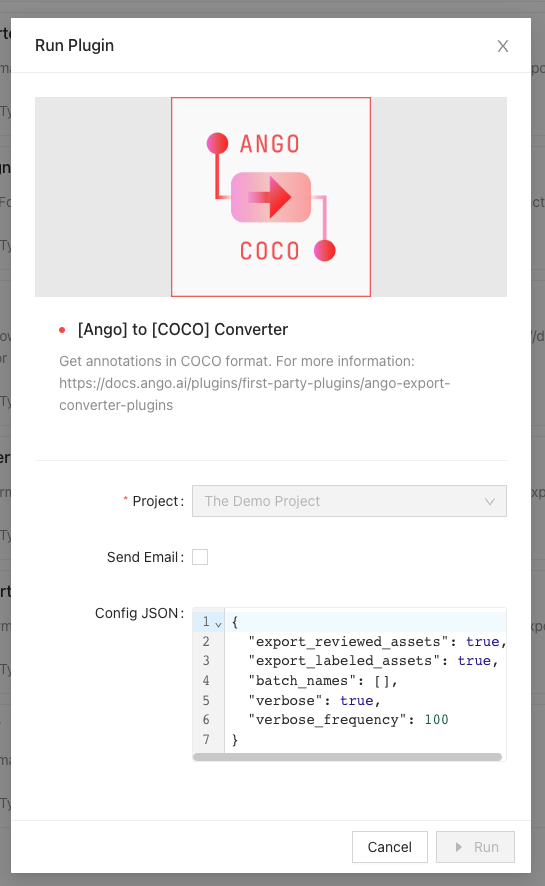 Run Plugin
ANGO
COCO
[Ango] to [COCO] Converter
Get annotations in COCO format. For more information:
https://docs.ango.ai/plugins/first-party-plugins/ango-export-
converter-plugins
* Project:
The Demo Project
Send Email:
Config JSON:
1 {
2 "export_reviewed_assets": true,
3 "export_labeled_assets": true,
4 "batch_names": [],
5 "verbose": true,
6 "verbose_frequency": 100
7 }
Cancel
Run